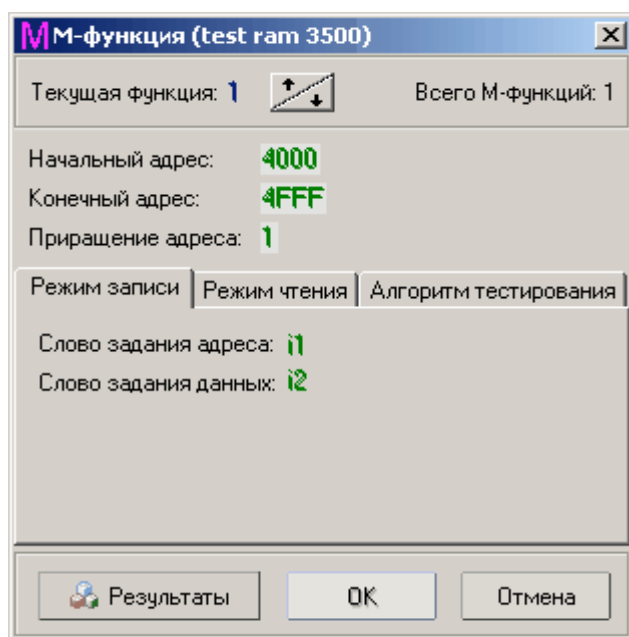 М-функция (test ram 3500)
Текущая функция: 1 Всего М-функций: 1
Начальный адрес: 4000
Конечный адрес: 4FFF
Приращение адреса: 1
Режим записи Режим чтения Алгоритм тестирования
Слово задания адреса: i1
Слово задания данных: i2
Результаты OK Отмена